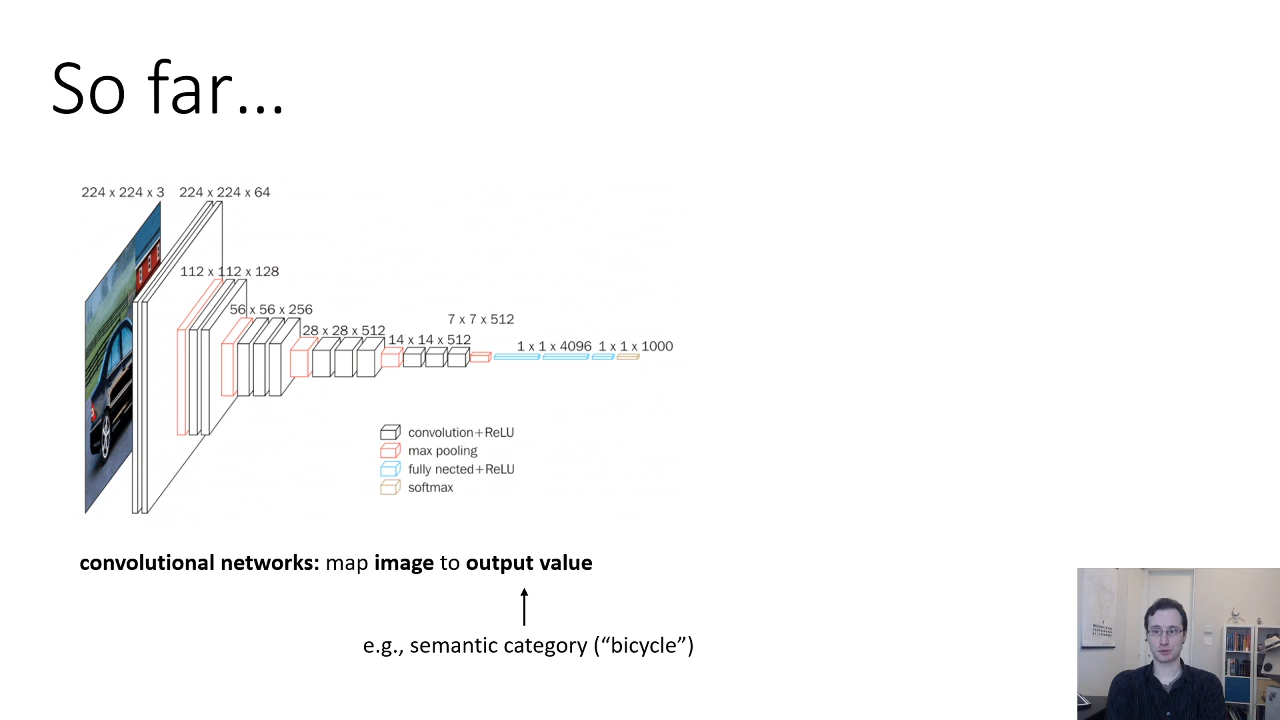 So far...
224 x 224 x 3
224 x 224 x 64
112 x 112 x 128
56 x 56 x 256
28 x 28 x 512
14 x 14 x 512
7 x 7 x 512
1 x 1 x 4096
1 x 1 x 1000
convolution+ReLU
max pooling
fully nected+ReLU
softmax
convolutional networks: map image to output value
e.g., semantic category (“bicycle”)